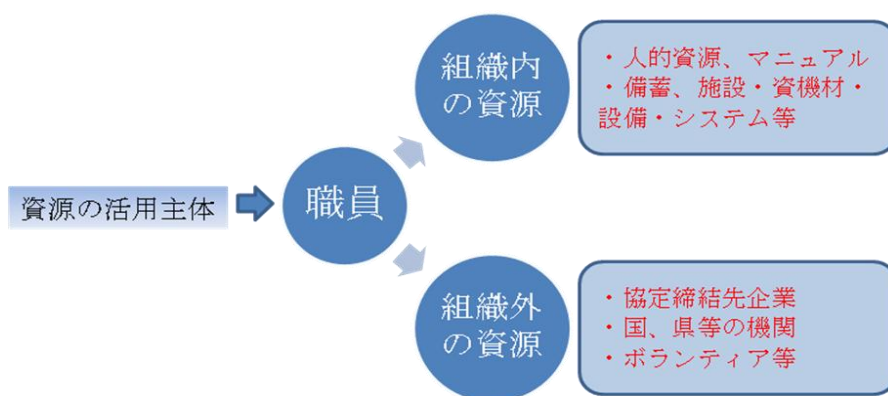 資源の活用主体
職員
組織内
の資源
・人的資源、マニュアル
・備蓄、施設・資機材・
設備・システム等
組織外
の資源
・協定締結先企業
・国、県等の機関
・ボランティア等